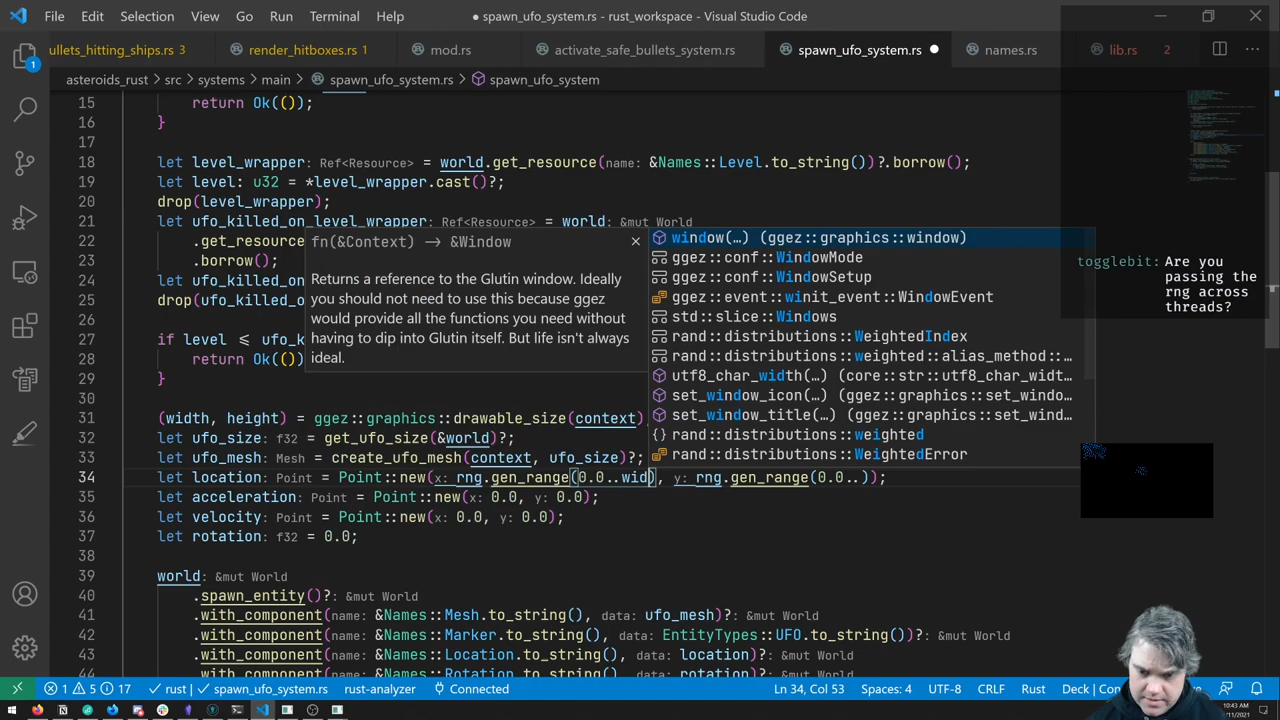 File Edit Selection View Go Run Terminal Help
● spawn_ufo_system.rs - rust_workspace - Visual Studio Code
ullets_hitting_ships.rs 3 render_hitboxes.rs 1 mod.rs activate_safe_bullets_system.rs spawn_ufo_system.rs ● names.rs lib.rs 2
asteroids_rust > src > systems > main > spawn_ufo_system.rs > spawn_ufo_system
15 return Ok(());
16 }
17
18 let level_wrapper: Ref<Resource> = world.get_resource(name: &Names::Level.to_string())?.borrow();
19 let level: u32 = *level_wrapper.cast()?;
20 drop(level_wrapper);
21 let ufo_killed_on_level_wrapper: Ref<Resource> = world: &mut World
22 .get_resource
23 .borrow();
24 let ufo_killed_o
25 drop(ufo_killed_o
26
27 if level <= ufo_k
28 return Ok(())
29 }
30
31 (width, height) = ggez::graphics::drawable_size(context)
32 let ufo_size: f32 = get_ufo_size(&world)?;
33 let ufo_mesh: Mesh = create_ufo_mesh(context, ufo_size)?;
34 let location: Point = Point::new(x: rng.gen_range(0.0..wid), y: rng.gen_range(0.0..));
35 let acceleration: Point = Point::new(x: 0.0, y: 0.0);
36 let velocity: Point = Point::new(x: 0.0, y: 0.0);
37 let rotation: f32 = 0.0;
38
39 world: &mut World
40 .spawn_entity()?: &mut World
41 .with_component(name: &Names::Mesh.to_string(), data: ufo_mesh)?: &mut World
42 .with_component(name: &Names::Marker.to_string(), data: EntityTypes::UFO.to_string())?: &mut World
43 .with_component(name: &Names::Location.to_string(), data: location)?: &mut World
44
fn(&Context) -> &Window
Returns a reference to the Glutin window. Ideally
you should not need to use this because ggez
would provide all the functions you need without
having to dip into Glutin itself. But life isn't always
ideal.
window(…) (ggez::graphics::window)
ggez::conf::WindowMode
ggez::conf::WindowSetup
ggez::event::winit_event::WindowEvent
std::slice::Windows
rand::distributions::WeightedIndex
rand::distributions::weighted::alias_method::…
utf8_char_width(…) (core::str::utf8_char_widt…
set_window_icon(…) (ggez::graphics::set_windo…
set_window_title(…) (ggez::graphics::set_wind…
rand::distributions::weighted
rand::distributions::WeightedError
togglebit: Are you
passing the
rng across
threads?
1
1 5 17 rust | spawn_ufo_system.rs rust-analyzer Connected Ln 34, Col 53 Spaces: 4 UTF-8 CRLF Rust Deck | Con
10:43 AM